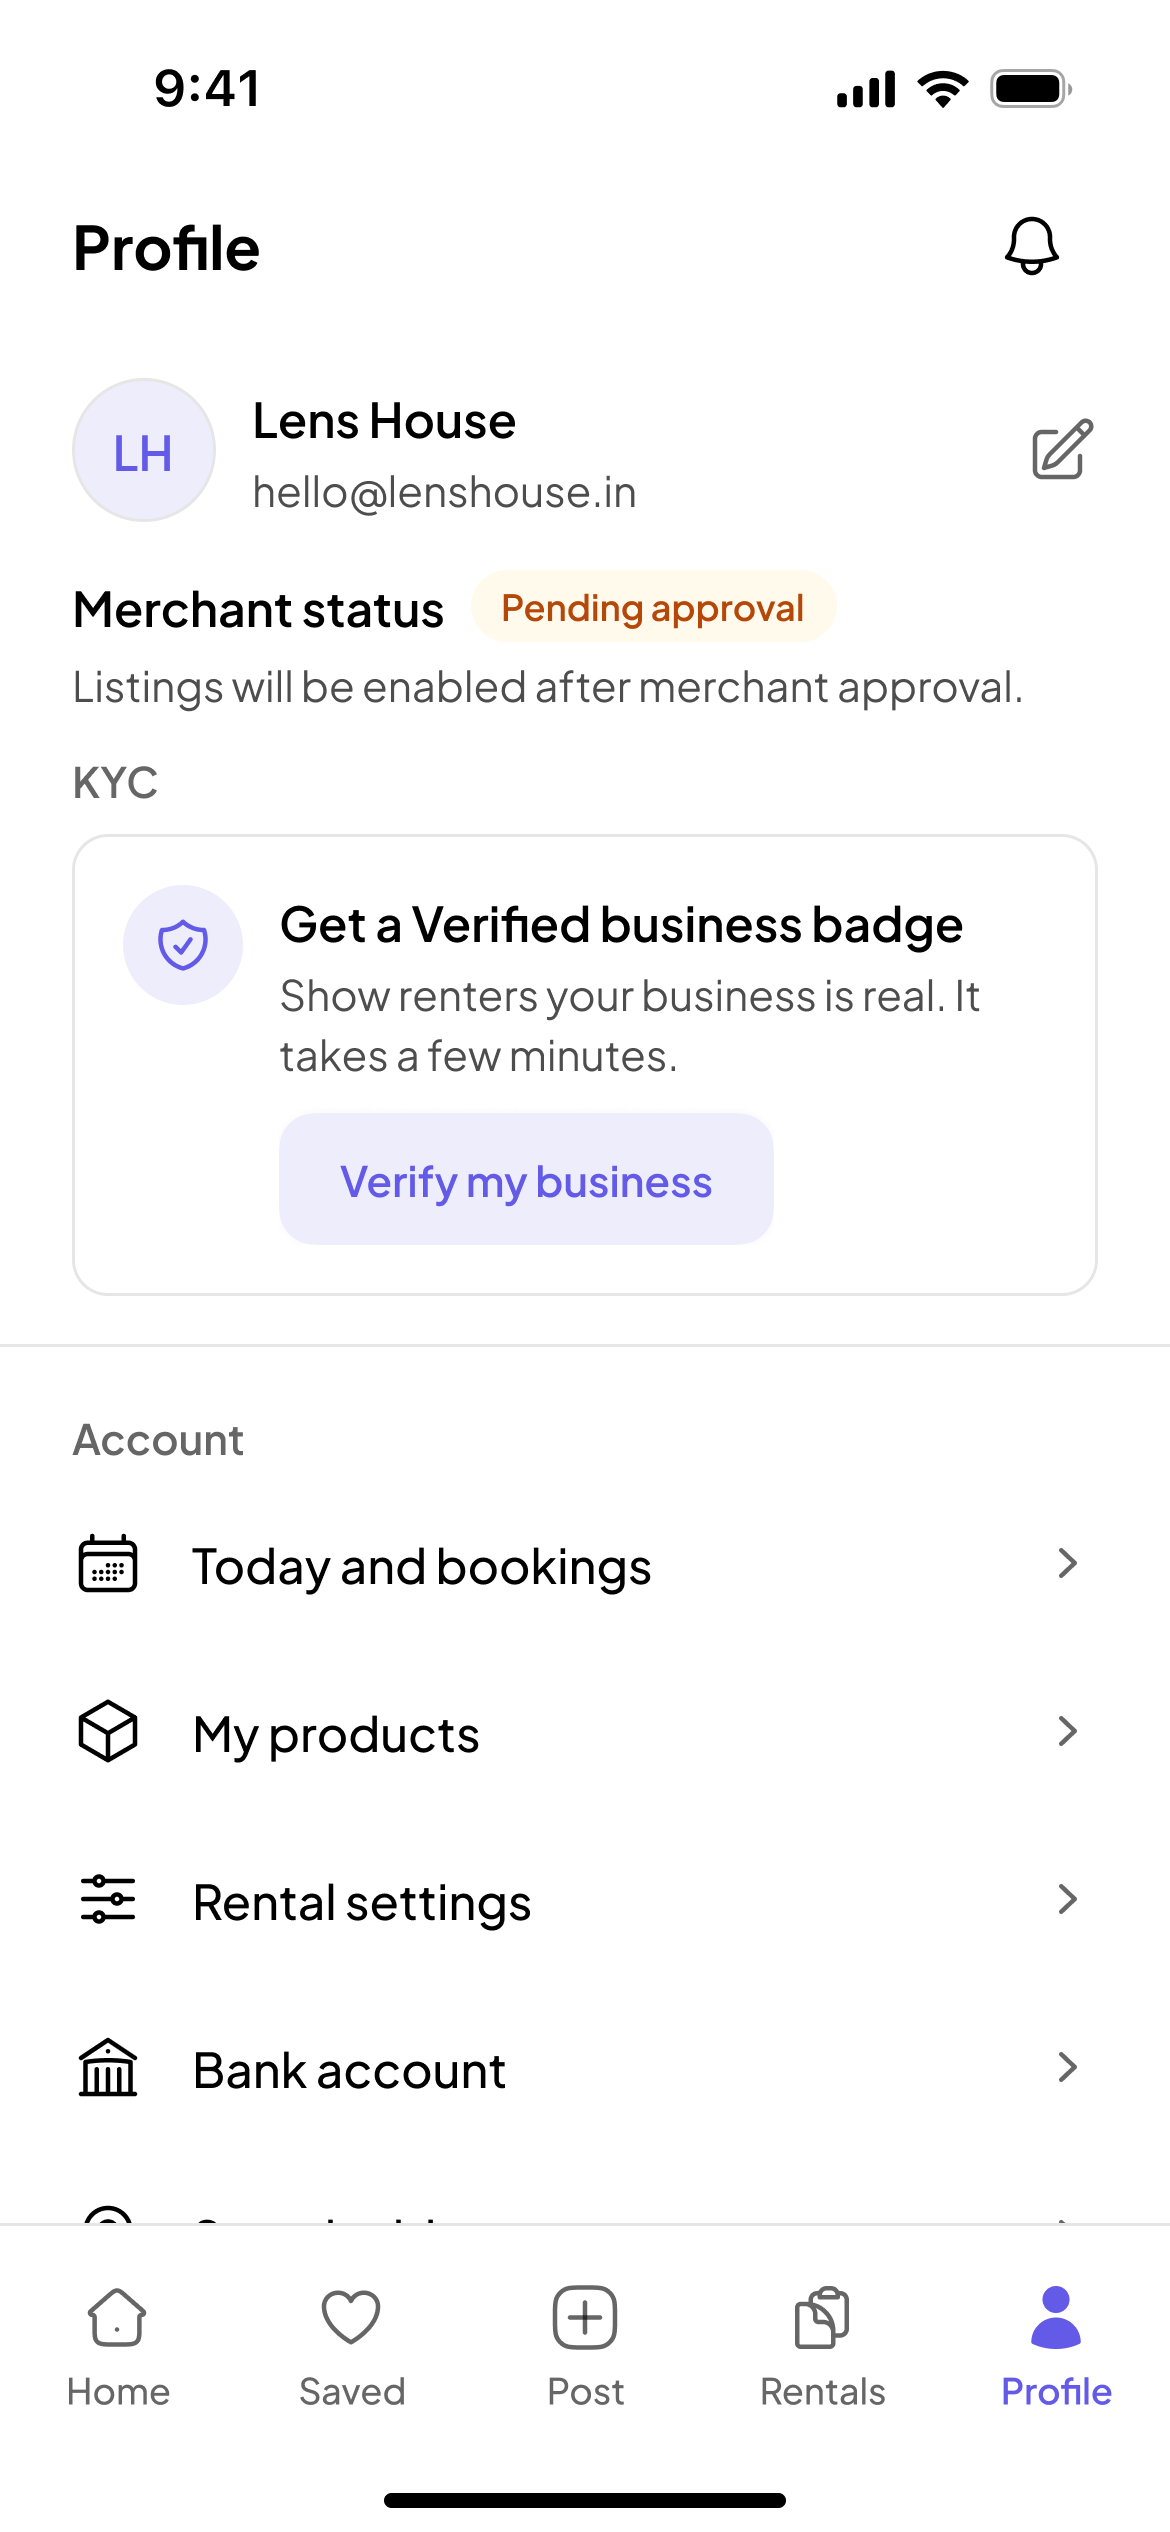 9:41
Profile
LH
Lens House
hello@lenshouse.in
Merchant status
Pending approval
Listings will be enabled after merchant approval.
KYC
Get a Verified business badge
Show renters your business is real. It
takes a few minutes.
Verify my business
Account
Today and bookings
My products
Rental settings
Bank account
Home
Saved
Post
Rentals
Profile